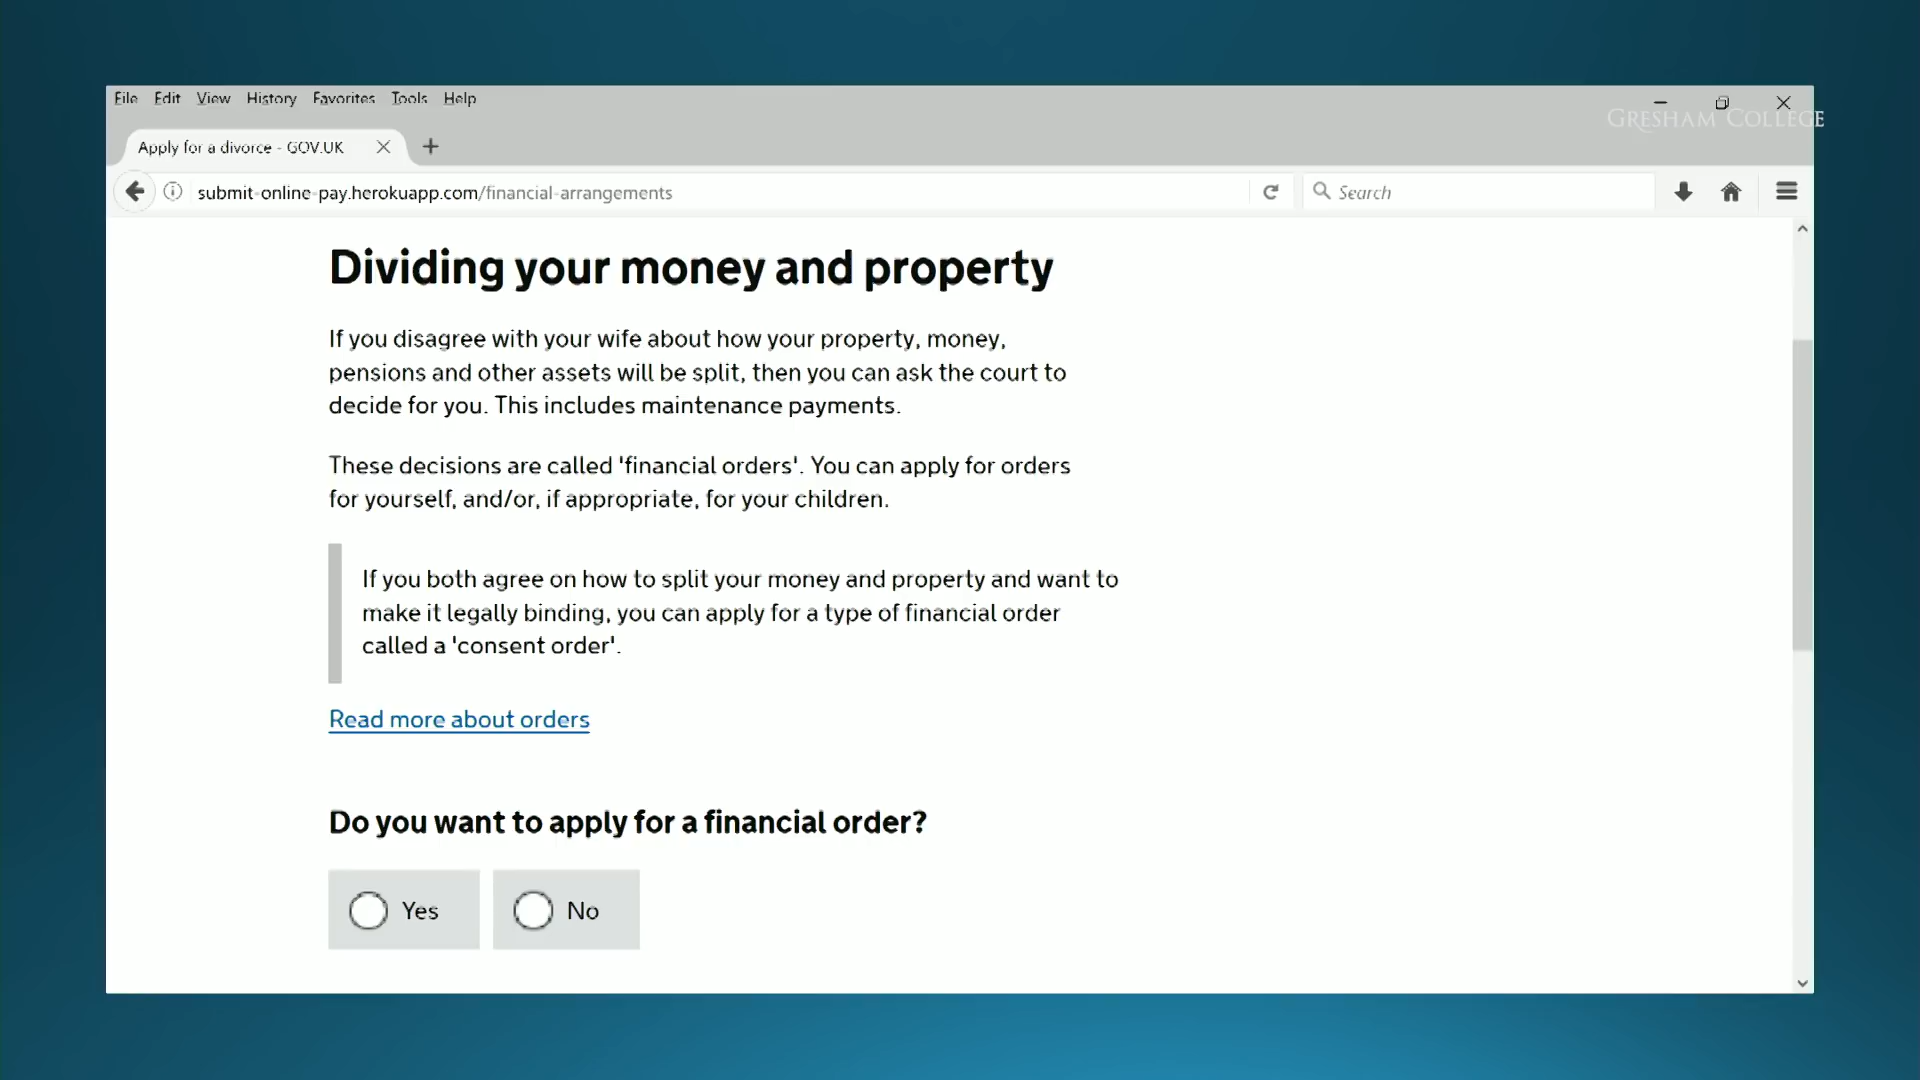 File Edit View History Favorites Tools Help
GRESHAM COLLEGE
Apply for a divorce - GOV.UK
submit-online-pay.herokuapp.com/financial-arrangements
Search
Dividing your money and property
If you disagree with your wife about how your property, money,
pensions and other assets will be split, then you can ask the court to
decide for you. This includes maintenance payments.
These decisions are called 'financial orders'. You can apply for orders
for yourself, and/or, if appropriate, for your children.
If you both agree on how to split your money and property and want to
make it legally binding, you can apply for a type of financial order
called a 'consent order'.
Read more about orders
Do you want to apply for a financial order?
Yes No